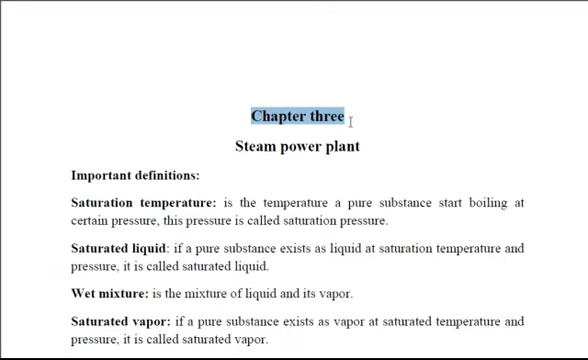 Chapter three
Steam power plant
Important definitions:
Saturation temperature: is the temperature a pure substance start boiling at
certain pressure, this pressure is called saturation pressure.
Saturated liquid: if a pure substance exists as liquid at saturation temperature and
pressure, it is called saturated liquid.
Wet mixture: is the mixture of liquid and its vapor.
Saturated vapor: if a pure substance exists as vapor at saturated temperature and
pressure, it is called saturated vapor.